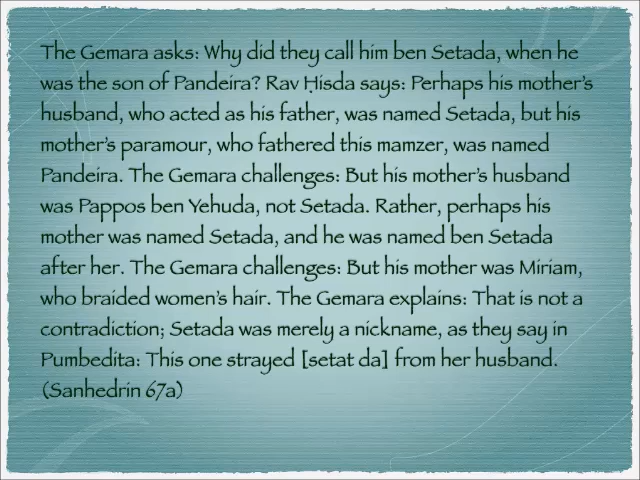 The Gemara asks: Why did they call him ben Setada, when he
was the son of Pandeira? Rav Ḥisda says: Perhaps his mother's
husband, who acted as his father, was named Setada, but his
mother's paramour, who fathered this mamzer, was named
Pandeira. The Gemara challenges: But his mother's husband
was Pappos ben Yehuda, not Setada. Rather, perhaps his
mother was named Setada, and he was named ben Setada
after her. The Gemara challenges: But his mother was Miriam,
who braided women's hair. The Gemara explains: That is not a
contradiction; Setada was merely a nickname, as they say in
Pumbedita: This one strayed [setat da] from her husband.
(Sanhedrin 67a)